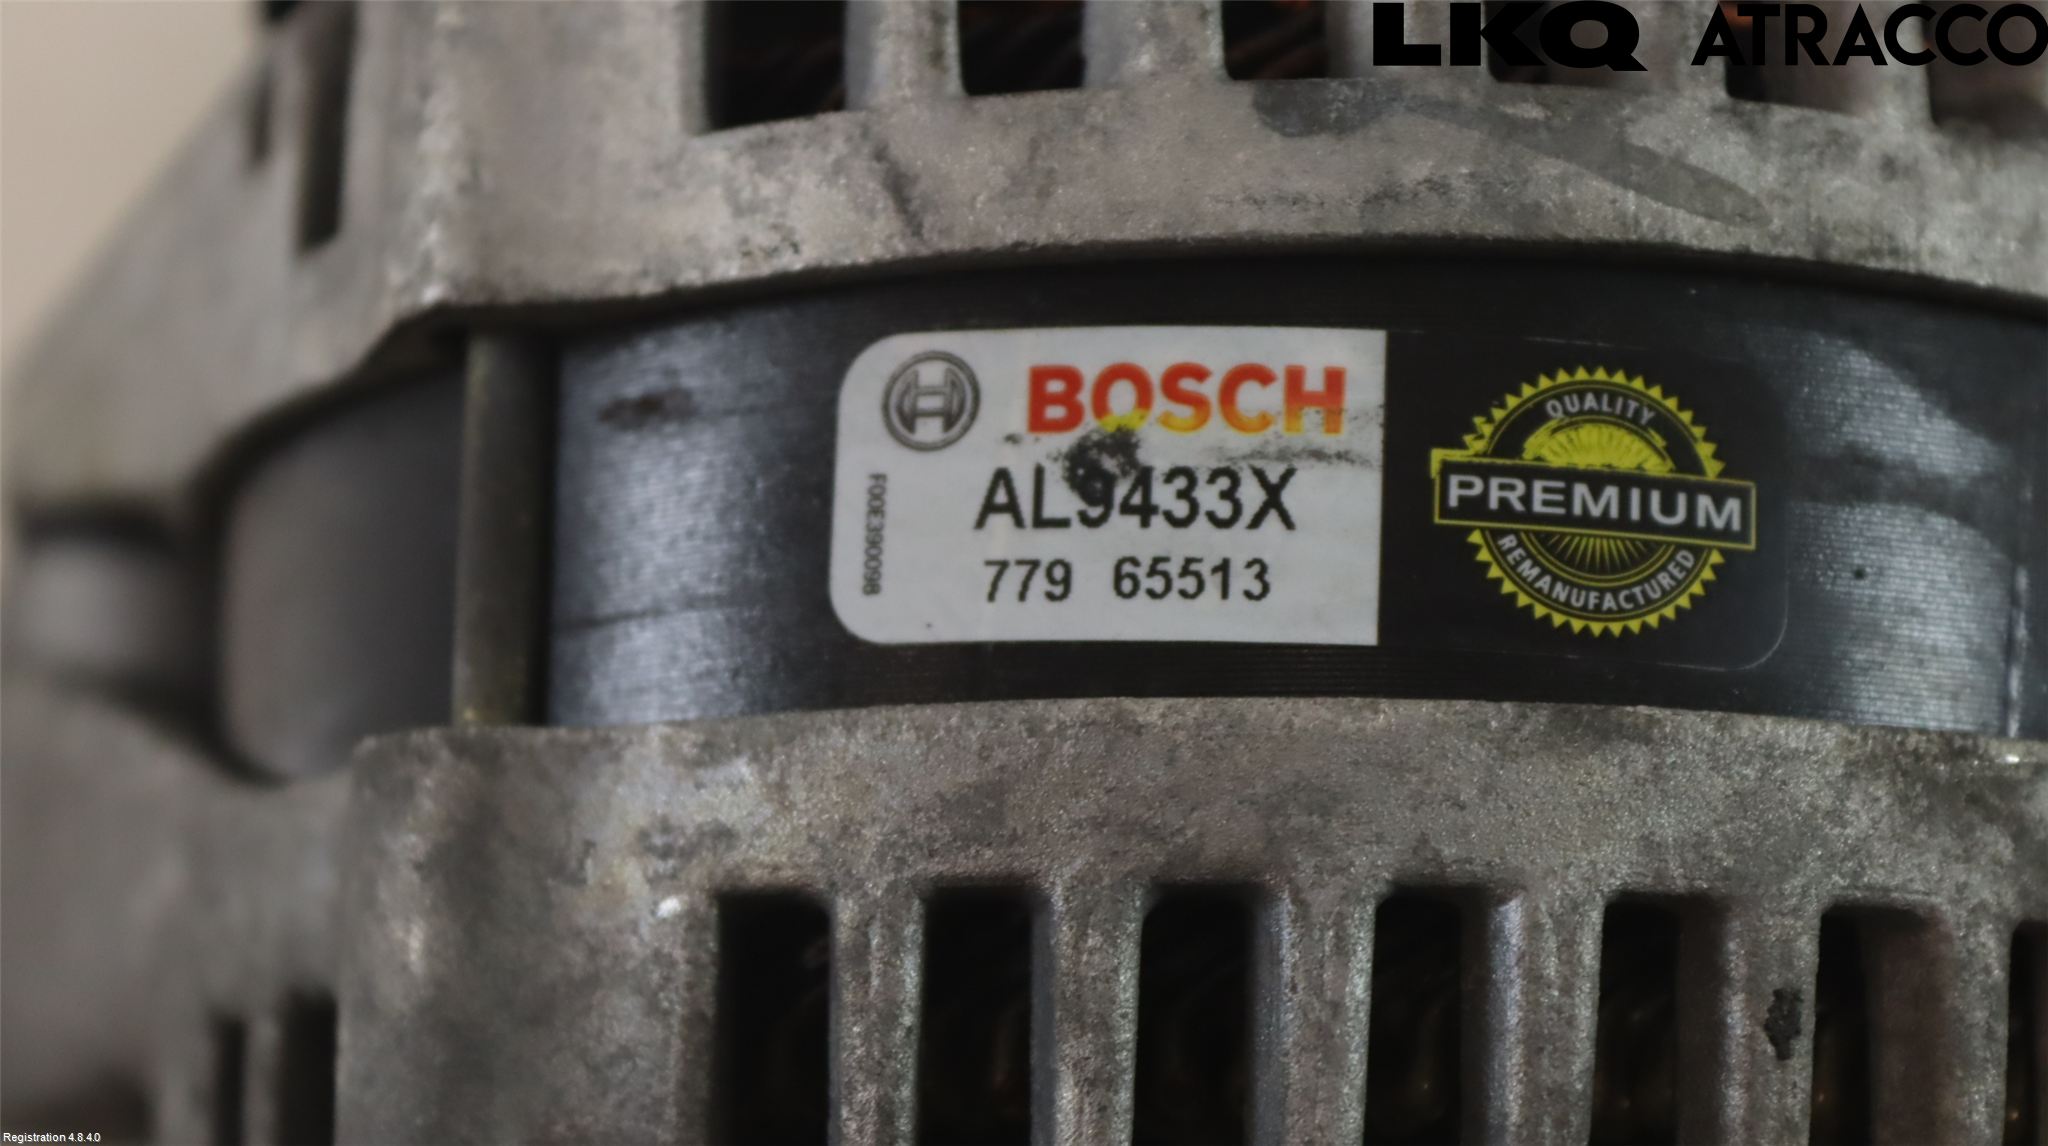 LKQ ATRACCO
BOSCH
AL9433X
779 65513
F00E390098
QUALITY
PREMIUM
REMANUFACTURED
Registration 4.8.4.0